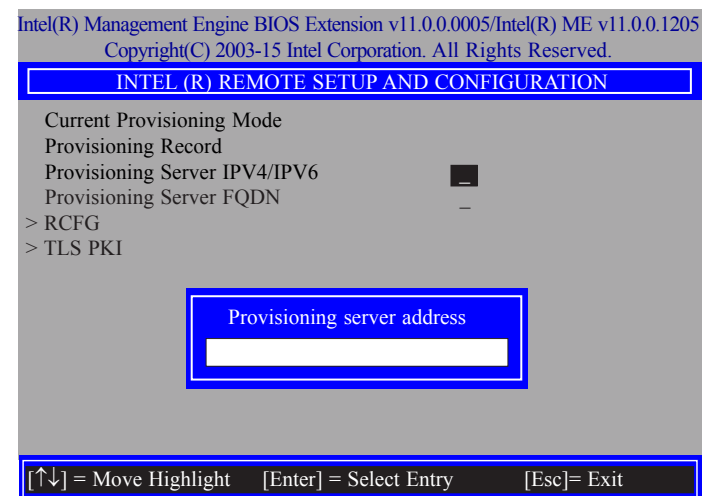 Intel(R) Management Engine BIOS Extension v11.0.0.0005/Intel(R) ME v11.0.0.1205
Copyright(C) 2003-15 Intel Corporation. All Rights Reserved.
INTEL (R) REMOTE SETUP AND CONFIGURATION
Current Provisioning Mode
Provisioning Record
Provisioning Server IPV4/IPV6 _
Provisioning Server FQDN _
> RCFG
> TLS PKI
Provisioning server address
[↑↓] = Move Highlight [Enter] = Select Entry [Esc]= Exit